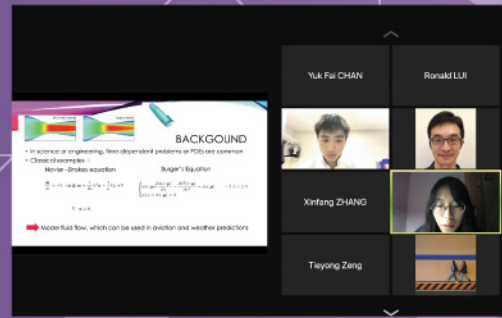 BACKGOUND
• In science or engineering, time-dependent problems or PDEs are common
• Classical examples :
Navier-Stokes equation
Burger's Equation
Model fluid flow, which can be used in aviation and weather predictions
Yuk Fai CHAN
Ronald LUI
Xinfang ZHANG
Tieyong Zeng